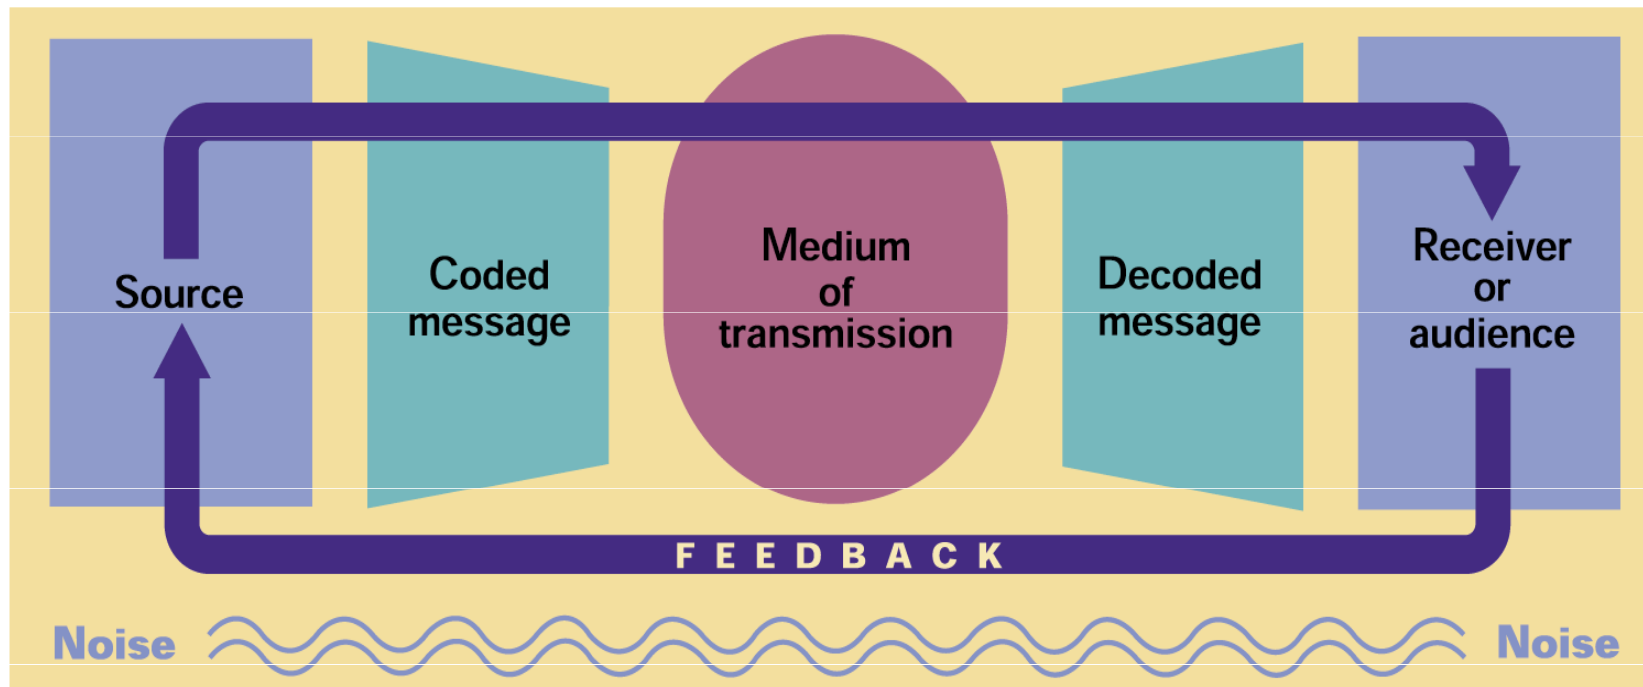 Source
Coded
message
Medium
of
transmission
Decoded
message
Receiver
or
audience
FEEDBACK
Noise
Noise